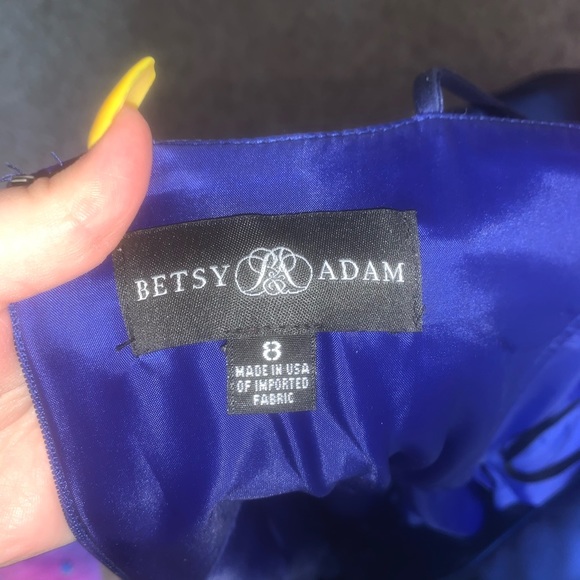 BETSY ADAM
8
MADE IN USA
OF IMPORTED
FABRIC